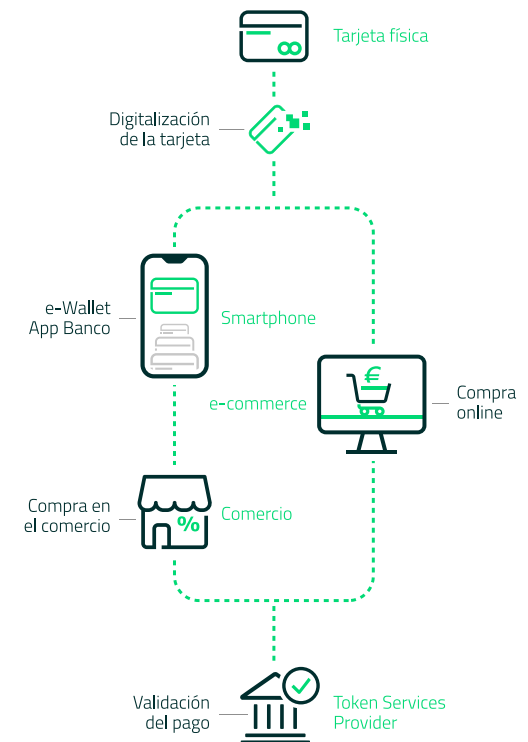 Tarjeta física
Digitalización
de la tarjeta
e-Wallet
App Banco
Smartphone
€
e-commerce
Compra
online
Compra en
el comercio
%
Comercio
Validación
del pago
Token Services
Provider